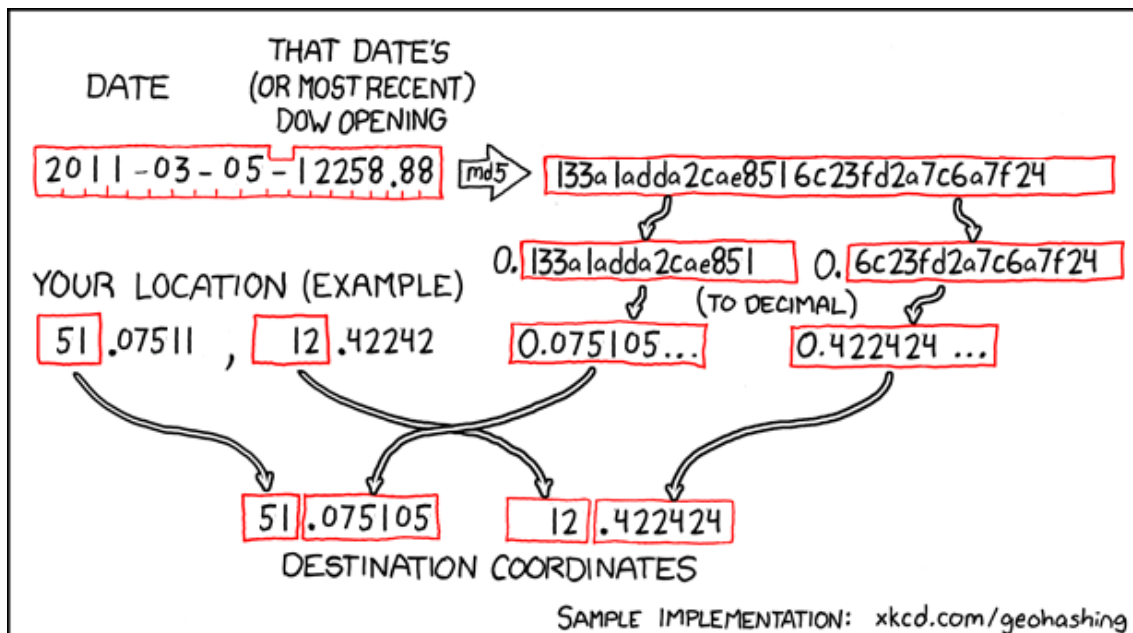 DATE
THAT DATE'S
(OR MOST RECENT)
DOW OPENING
2011-03-05-12258.88
md5
133a1adda2cae8516c23fd2a7c6a7f24
0.133a1adda2cae851
0.6c23fd2a7c6a7f24
YOUR LOCATION (EXAMPLE)
(TO DECIMAL)
51.07511, 12.42242
0.075105...
0.422424...
51.075105
12.422424
DESTINATION COORDINATES
SAMPLE IMPLEMENTATION: xkcd.com/geohashing